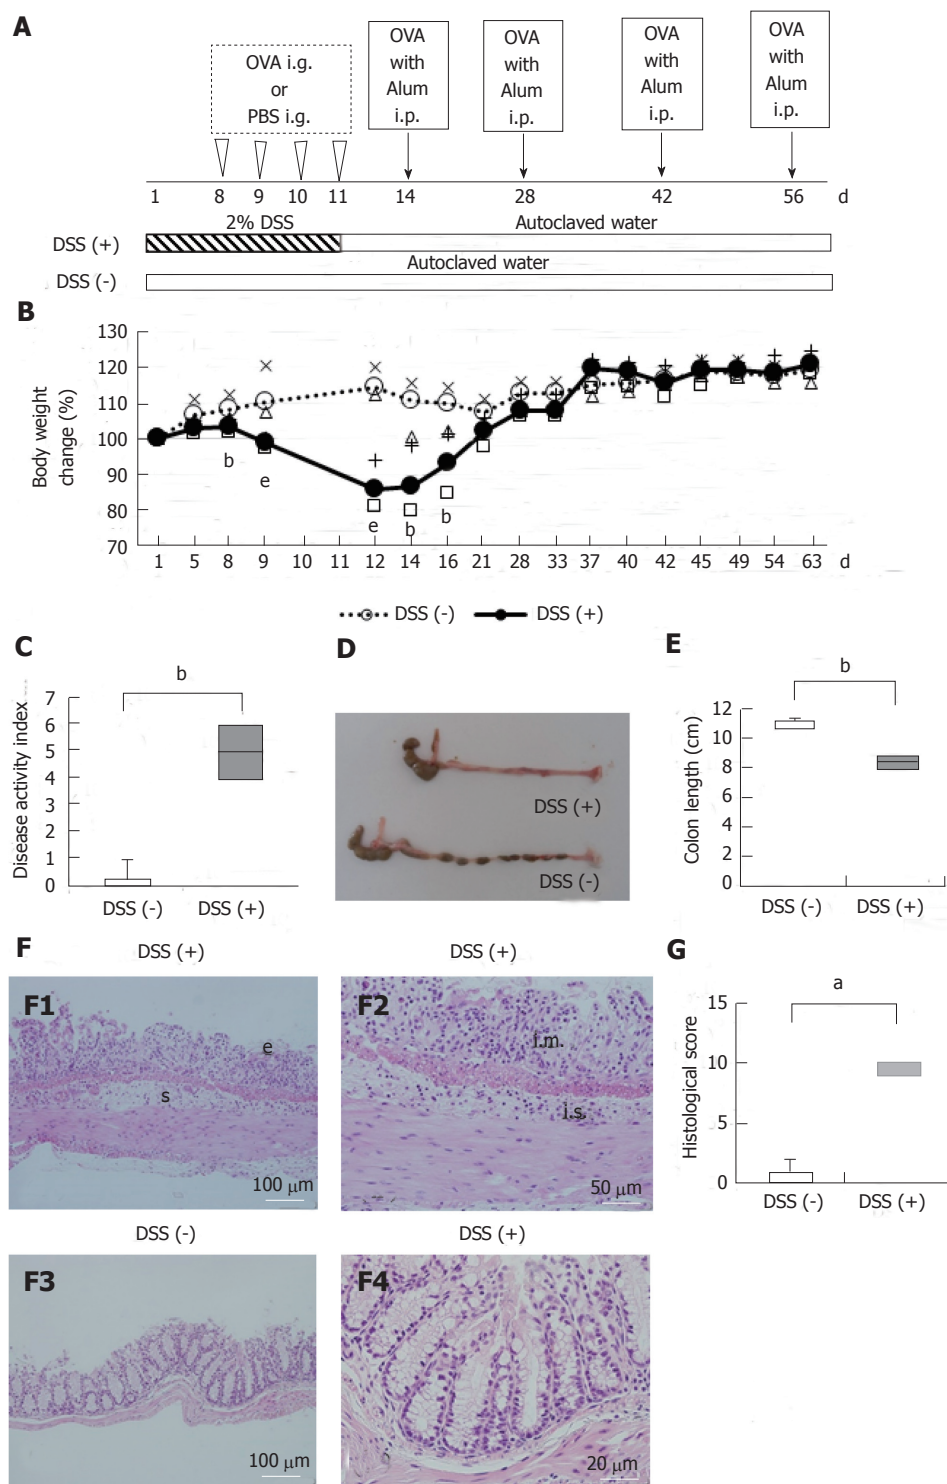 A
OVA i.g.
or
PBS i.g.
OVA
with
Alum
i.p.
OVA
with
Alum
i.p.
OVA
with
Alum
i.p.
OVA
with
Alum
i.p.
1 8 9 10 11 14 28 42 56 d
2% DSS Autoclaved water
DSS (+)
Autoclaved water
DSS (-)
B
Body weight
change (%)
130
120
110
100
90
80
70
b
e
e
b
b
1 5 8 9 10 11 12 14 16 21 28 33 37 40 42 45 49 54 63 d
DSS (-) DSS (+)
C
Disease activity index
b
7
6
5
4
3
2
1
0
DSS (-) DSS (+)
D
DSS (+)
DSS (-)
E
Colon length (cm)
b
12
10
8
6
4
2
0
DSS (-) DSS (+)
F
DSS (+)
F1
e
s
100 μm
DSS (+)
F2
i.m.
i.s.
50 μm
DSS (-)
F3
100 μm
DSS (+)
F4
20 μm
G
Histological score
a
15
10
5
0
DSS (-) DSS (+)